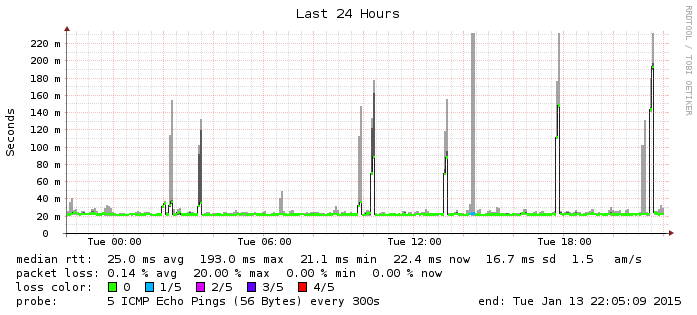 Last 24 Hours
RRDTOOL / TOBI OETIKER
Seconds
220 m
200 m
180 m
160 m
140 m
120 m
100 m
80 m
60 m
40 m
20 m
0
Tue 00:00 Tue 06:00 Tue 12:00 Tue 18:00
median rtt: 25.0 ms avg 193.0 ms max 21.1 ms min 22.4 ms now 16.7 ms sd 1.5 am/s
packet loss: 0.14 % avg 20.00 % max 0.00 % min 0.00 % now
loss color: 0 1/5 2/5 3/5 4/5
probe: 5 ICMP Echo Pings (56 Bytes) every 300s end: Tue Jan 13 22:05:09 2015